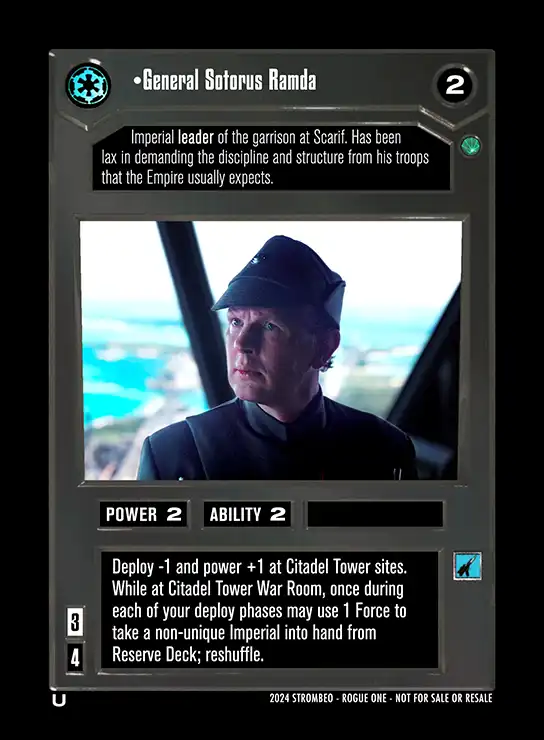 •General Sotorus Ramda
2
Imperial leader of the garrison at Scarif. Has been
lax in demanding the discipline and structure from his troops
that the Empire usually expects.
POWER 2
ABILITY 2
Deploy -1 and power +1 at Citadel Tower sites.
While at Citadel Tower War Room, once during
each of your deploy phases may use 1 Force to
take a non-unique Imperial into hand from
Reserve Deck; reshuffle.
3
4
U
2024 STROMBEO - ROGUE ONE - NOT FOR SALE OR RESALE